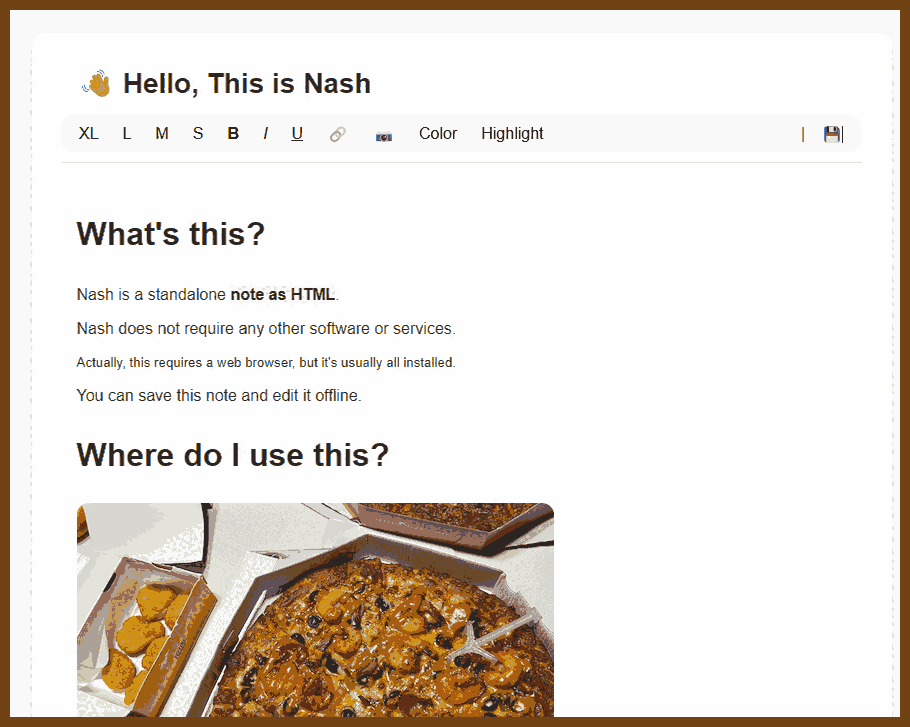 👋 Hello, This is Nash
XL L M S B I U 🔗 📷 Color Highlight | 💾
What's this?
Nash is a standalone note as HTML.
Nash does not require any other software or services.
Actually, this requires a web browser, but it's usually all installed.
You can save this note and edit it offline.
Where do I use this?